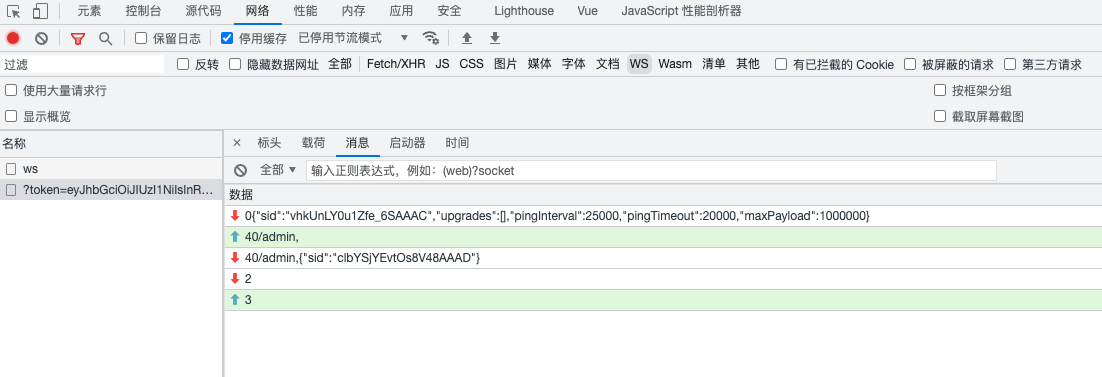 元素 控制台 源代码 网络 性能 内存 应用 安全 Lighthouse Vue JavaScript 性能剖析器
保留日志 停用缓存 已停用节流模式
过滤 反转 隐藏数据网址 全部 Fetch/XHR JS CSS 图片 媒体 字体 文档 WS Wasm 清单 其他 有已拦截的 Cookie 被屏蔽的请求 第三方请求
使用大量请求行 按框架分组
显示概览 截取屏幕截图
名称 × 标头 载荷 消息 启动器 时间
ws
全部 输入正则表达式，例如：(web)?socket
?token=eyJhbGciOiJIUzI1NiIsInR...
数据
0{"sid":"vhkUnLY0u1Zfe_6SAAAC","upgrades":[],"pingInterval":25000,"pingTimeout":20000,"maxPayload":1000000}
40/admin,
40/admin,{"sid":"clbYSjYEvtOs8V48AAAD"}
2
3